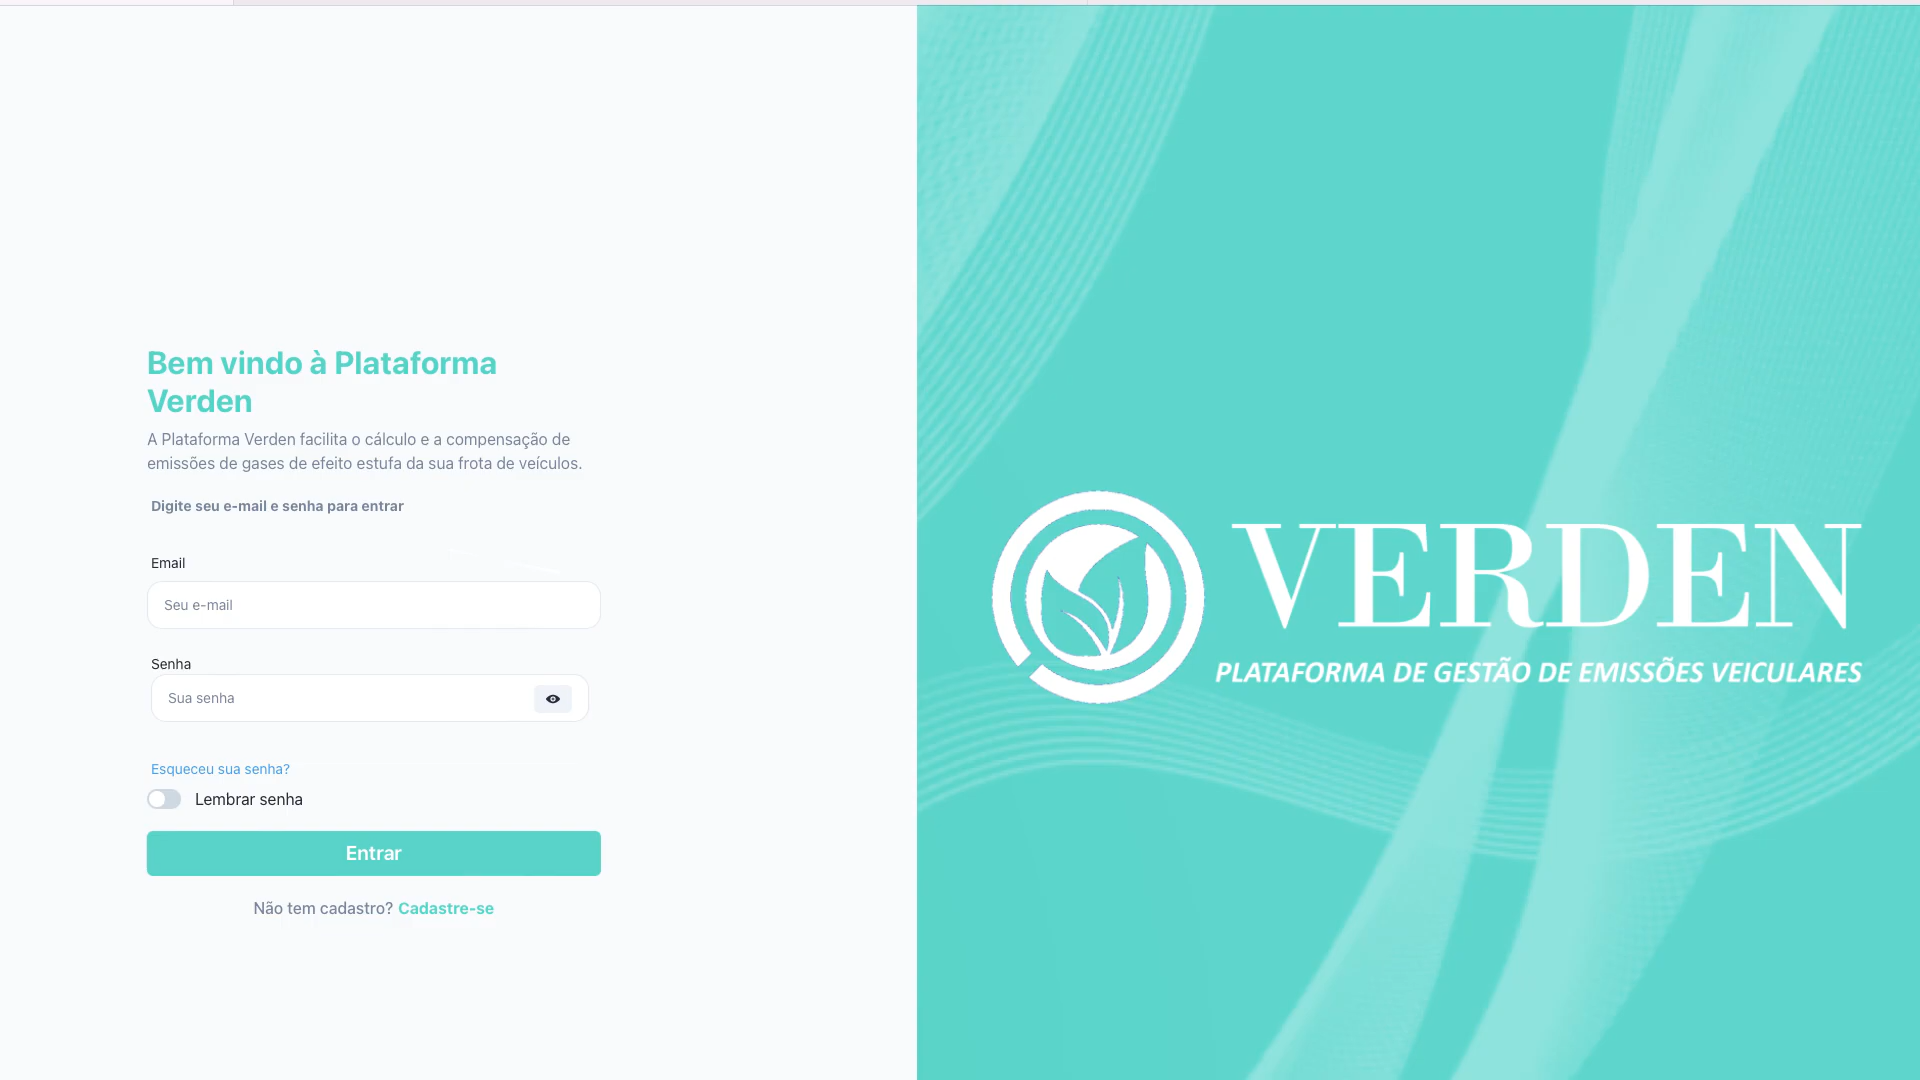 Bem vindo à Plataforma
Verden
A Plataforma Verden facilita o cálculo e a compensação de
emissões de gases de efeito estufa da sua frota de veículos.
Digite seu e-mail e senha para entrar
Email
Seu e-mail
Senha
Sua senha
Esqueceu sua senha?
Lembrar senha
Entrar
Não tem cadastro? Cadastre-se
VERDEN
PLATAFORMA DE GESTÃO DE EMISSÕES VEICULARES